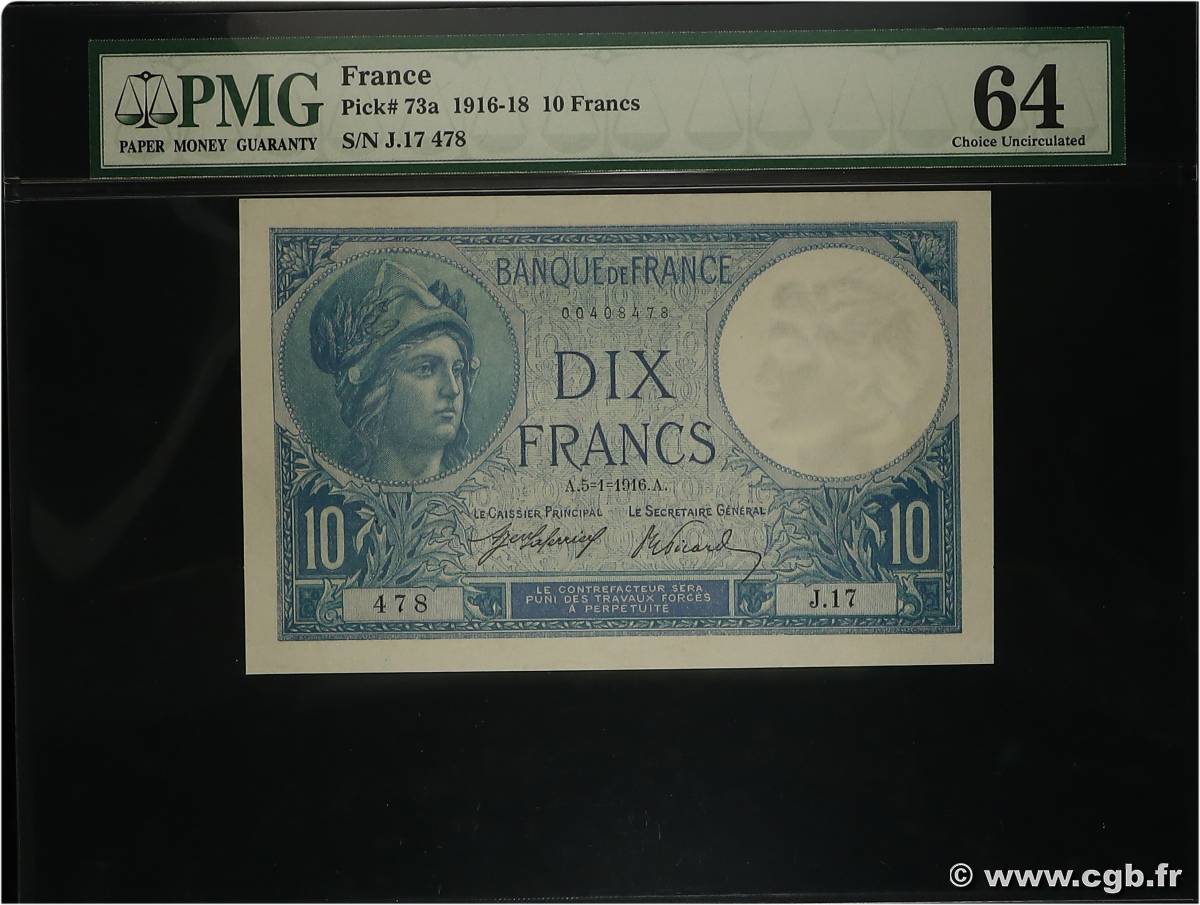 PMG
PAPER MONEY GUARANTY
France
Pick# 73a 1916-18 10 Francs
S/N J.17 478
64
Choice Uncirculated
BANQUE DE FRANCE
00408478
DIX
FRANCS
A.5=1=1916.A.
LE CAISSIER PRINCIPAL LE SECRETAIRE GÉNÉRAL
10 10
478 J.17
LE CONTREFACTEUR SERA
PUNI DES TRAVAUX FORCÉS
À PERPÉTUITÉ
© www.cgb.fr